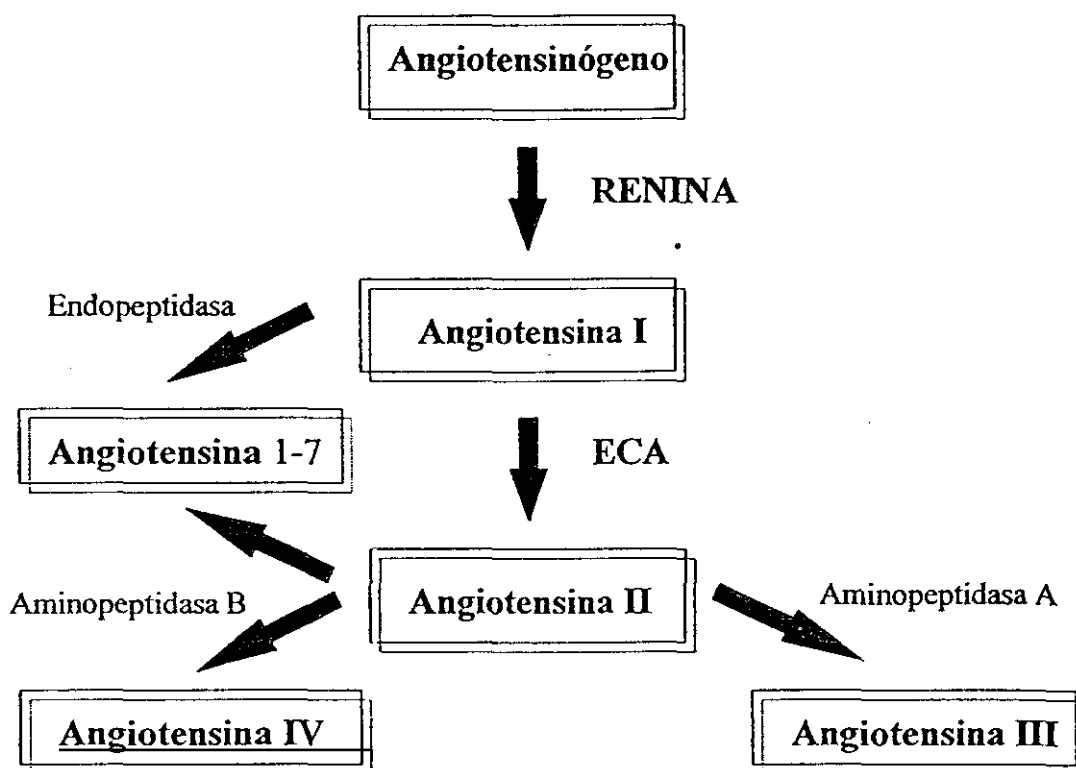 Angiotensinógeno
RENINA
Endopeptidasa
Angiotensina I
Angiotensina 1-7
ECA
Aminopeptidasa B
Angiotensina II
Aminopeptidasa A
Angiotensina IV
Angiotensina III